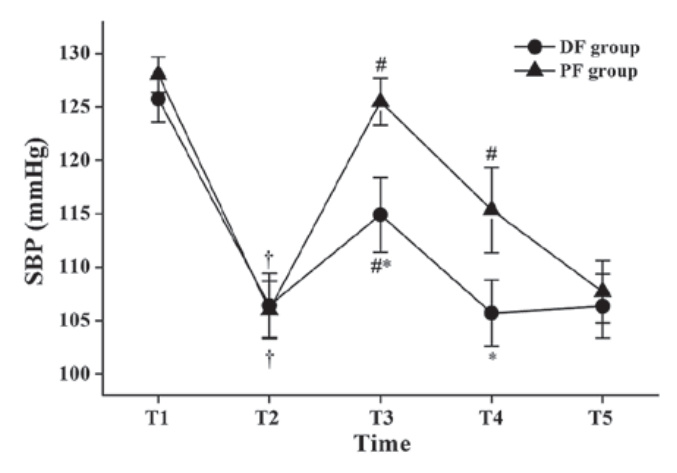 DF group
PF group
SBP (mmHg)
130
125
120
115
110
105
100
#
#
†
#*
†
*
T1 T2 T3 T4 T5
Time